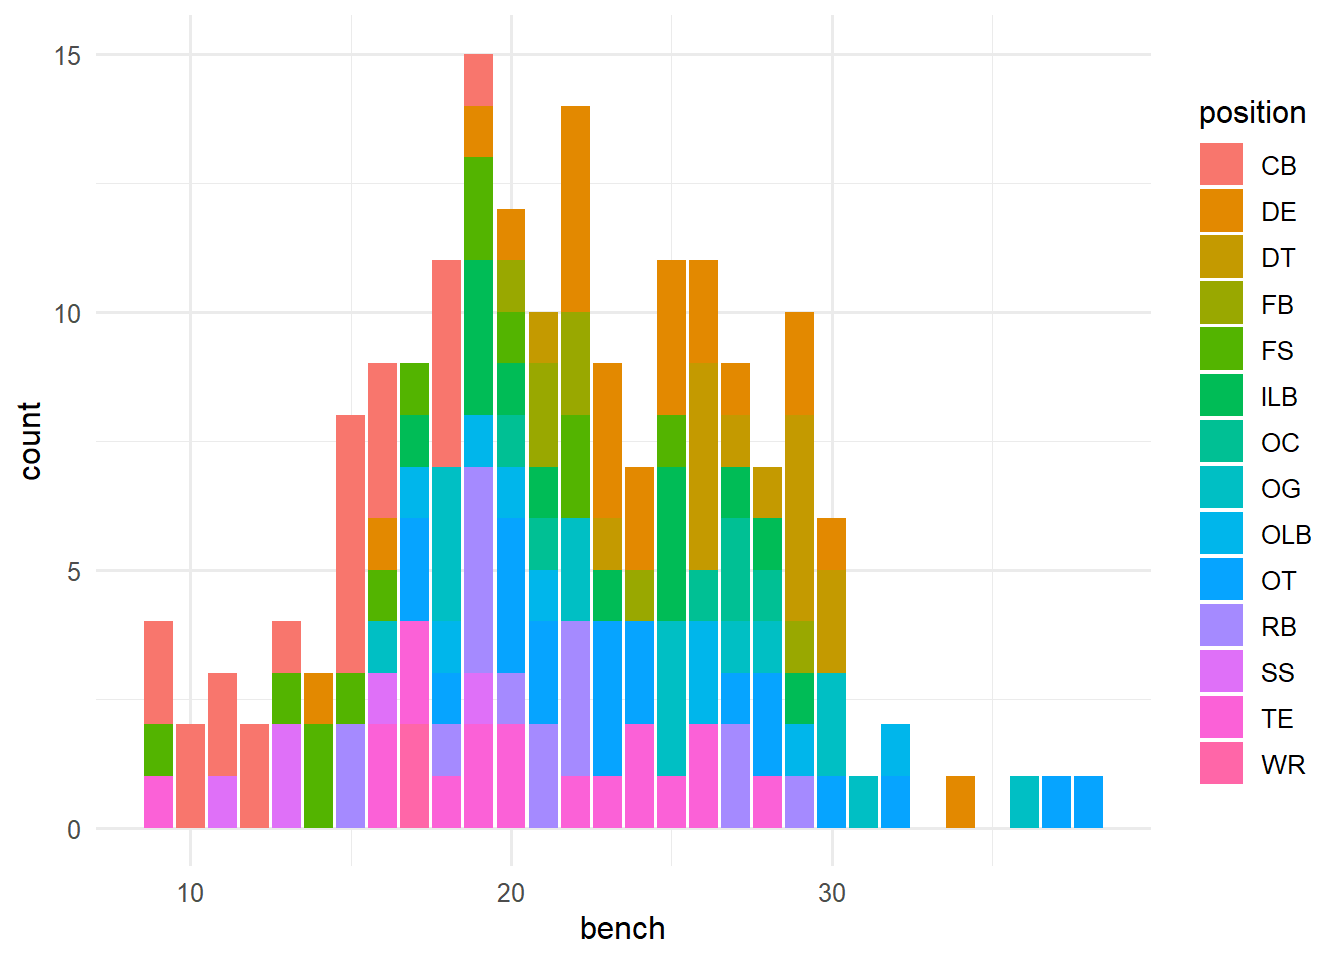 15
10
5
0
count
10 20 30
bench
position
CB
DE
DT
FB
FS
ILB
OC
OG
OLB
OT
RB
SS
TE
WR